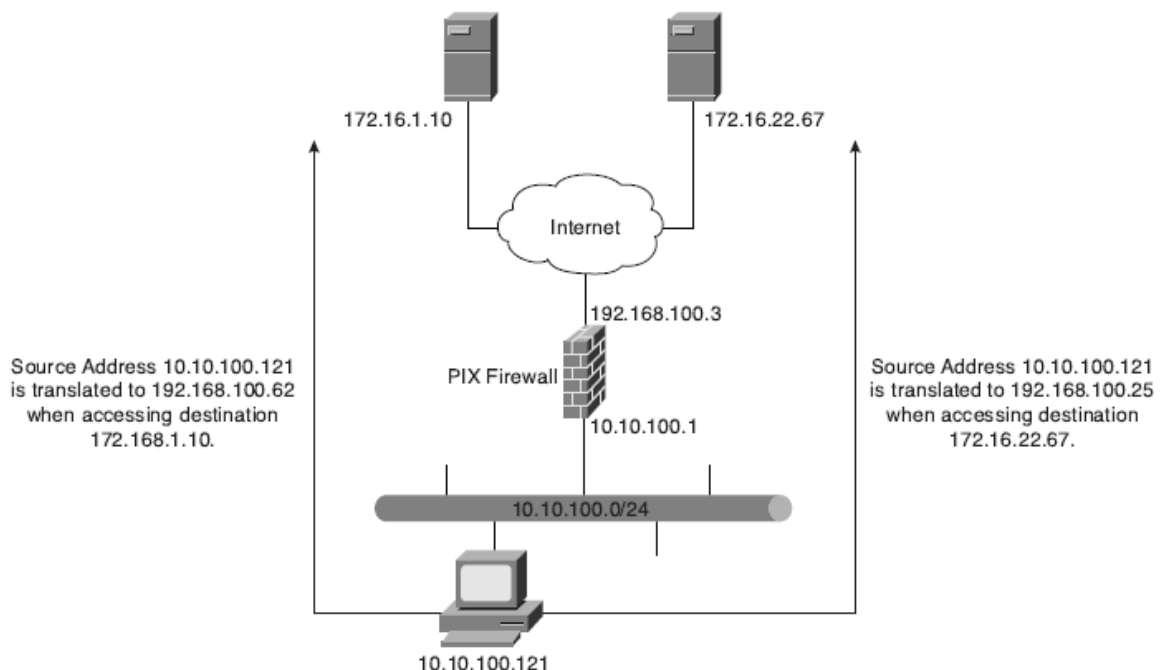 172.16.1.10
172.16.22.67
Internet
192.168.100.3
PIX Firewall
10.10.100.1
Source Address 10.10.100.121
is translated to 192.168.100.62
when accessing destination
172.168.1.10.
Source Address 10.10.100.121
is translated to 192.168.100.25
when accessing destination
172.16.22.67.
10.10.100.0/24
10.10.100.121